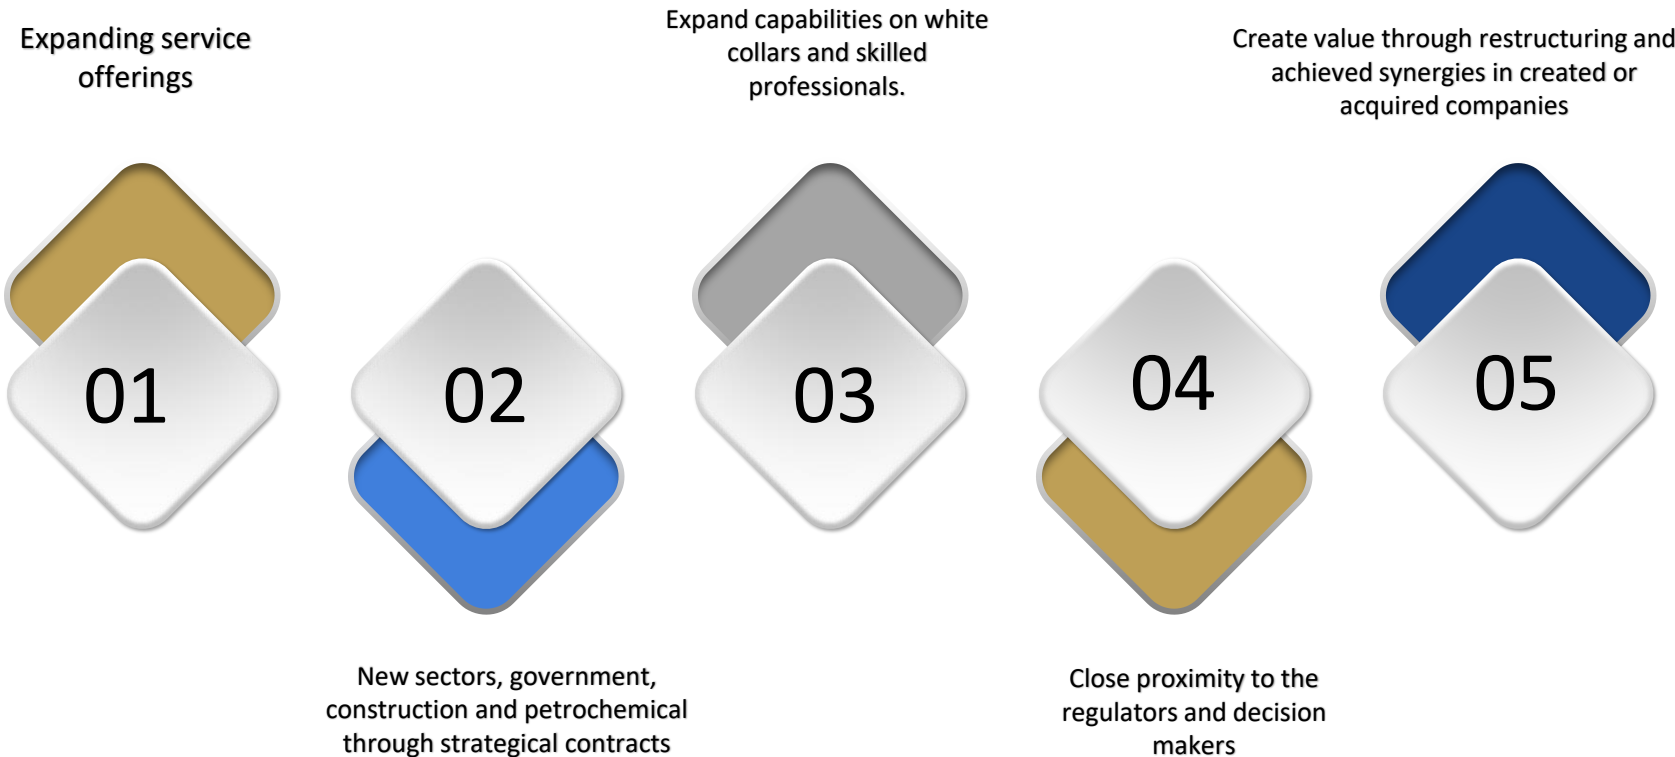 Expanding service
offerings
01
New sectors, government,
construction and petrochemical
through strategical contracts
02
Expand capabilities on white
collars and skilled
professionals.
03
Close proximity to the
regulators and decision
makers
04
Create value through restructuring and
achieved synergies in created or
acquired companies
05